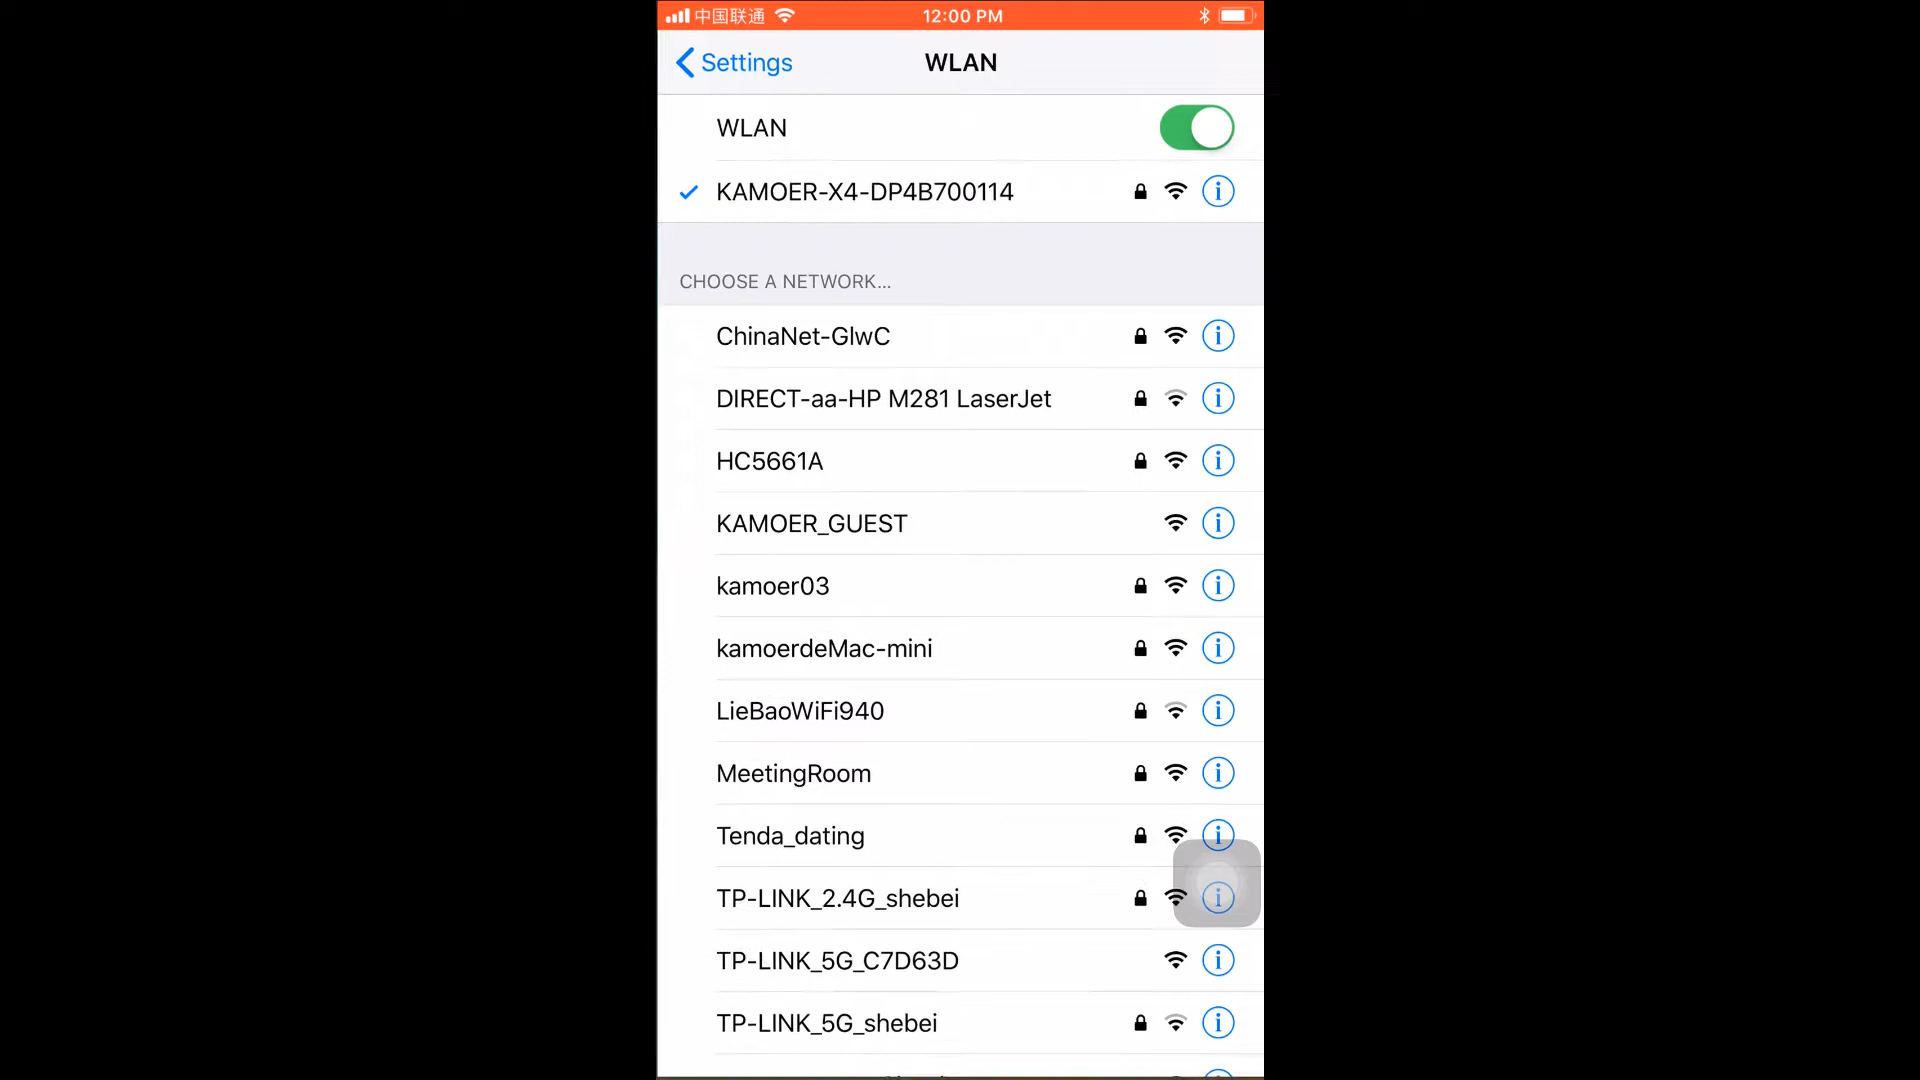 中国联通 12:00 PM
Settings WLAN
WLAN
KAMOER-X4-DP4B700114
CHOOSE A NETWORK...
ChinaNet-GlwC
DIRECT-aa-HP M281 LaserJet
HC5661A
KAMOER_GUEST
kamoer03
kamoerdeMac-mini
LieBaoWiFi940
MeetingRoom
Tenda_dating
TP-LINK_2.4G_shebei
TP-LINK_5G_C7D63D
TP-LINK_5G_shebei